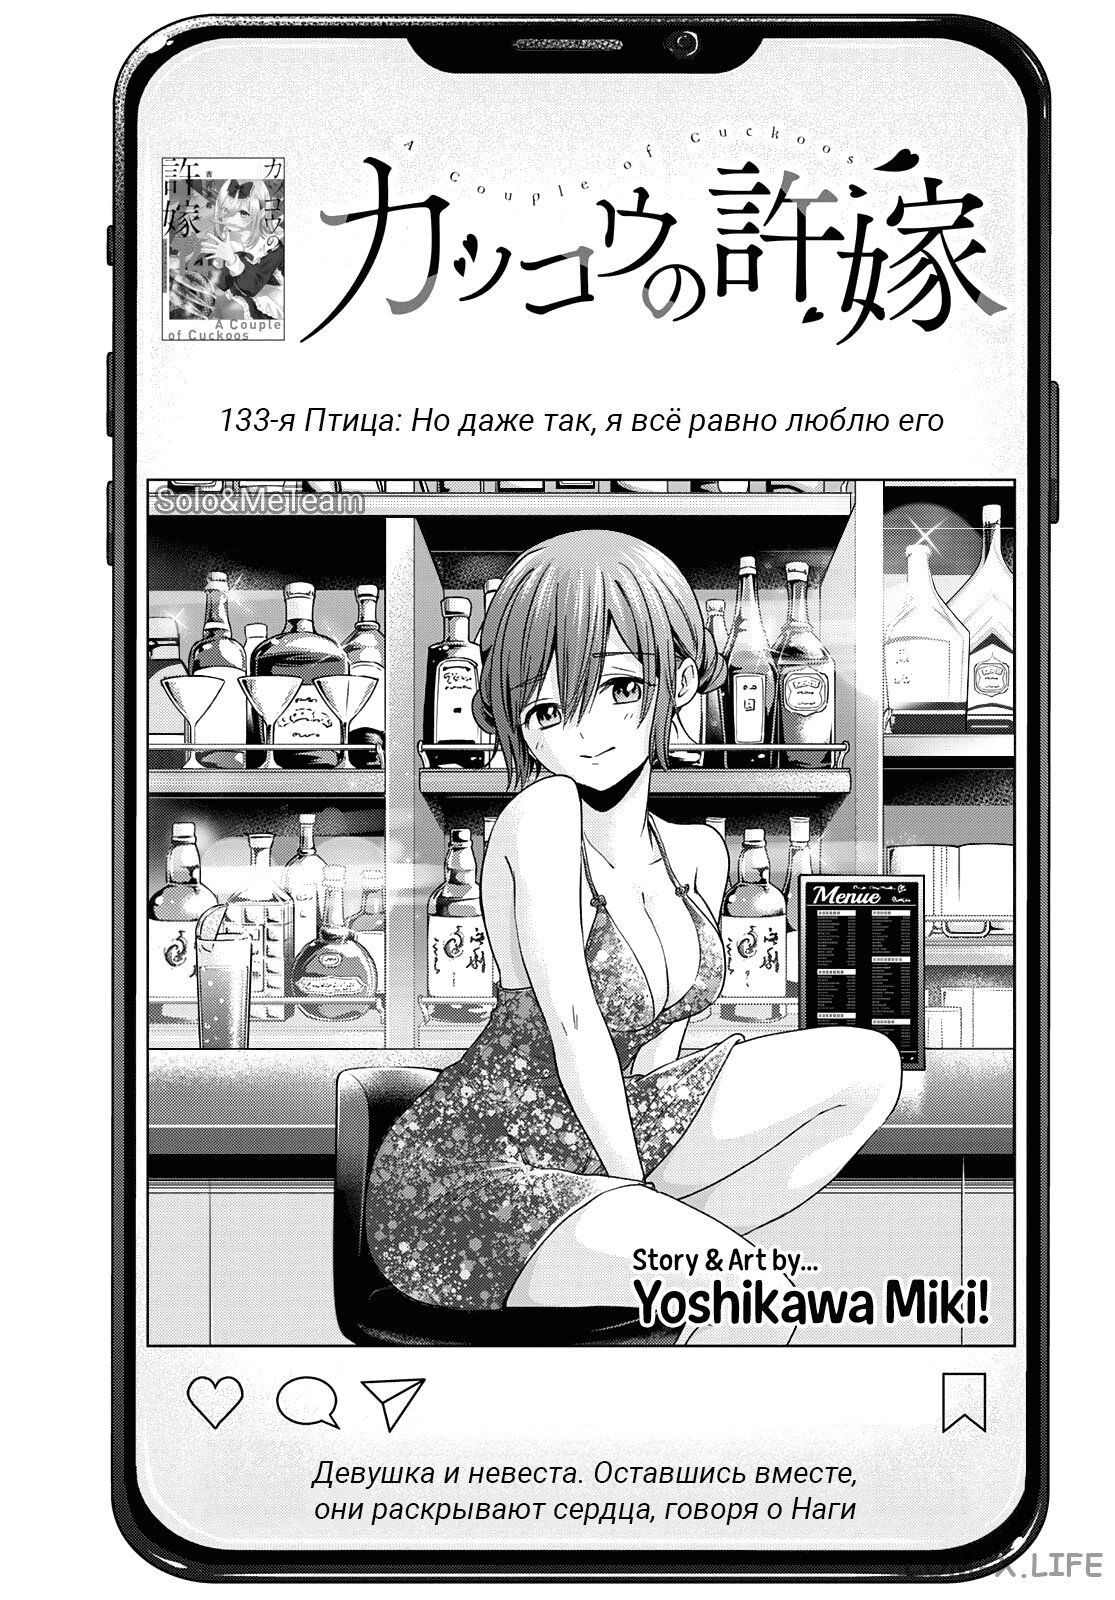 A Couple of Cuckoos
カッコウの許嫁
カッコウの
許嫁
A Couple
of Cuckoos
133-я Птица: Но даже так, я всё равно люблю его
Solo&MeTeam
Menue
Story & Art by...
Yoshikawa Miki!
Девушка и невеста. Оставшись вместе,
они раскрывают сердца, говоря о Наги
X.LIFE